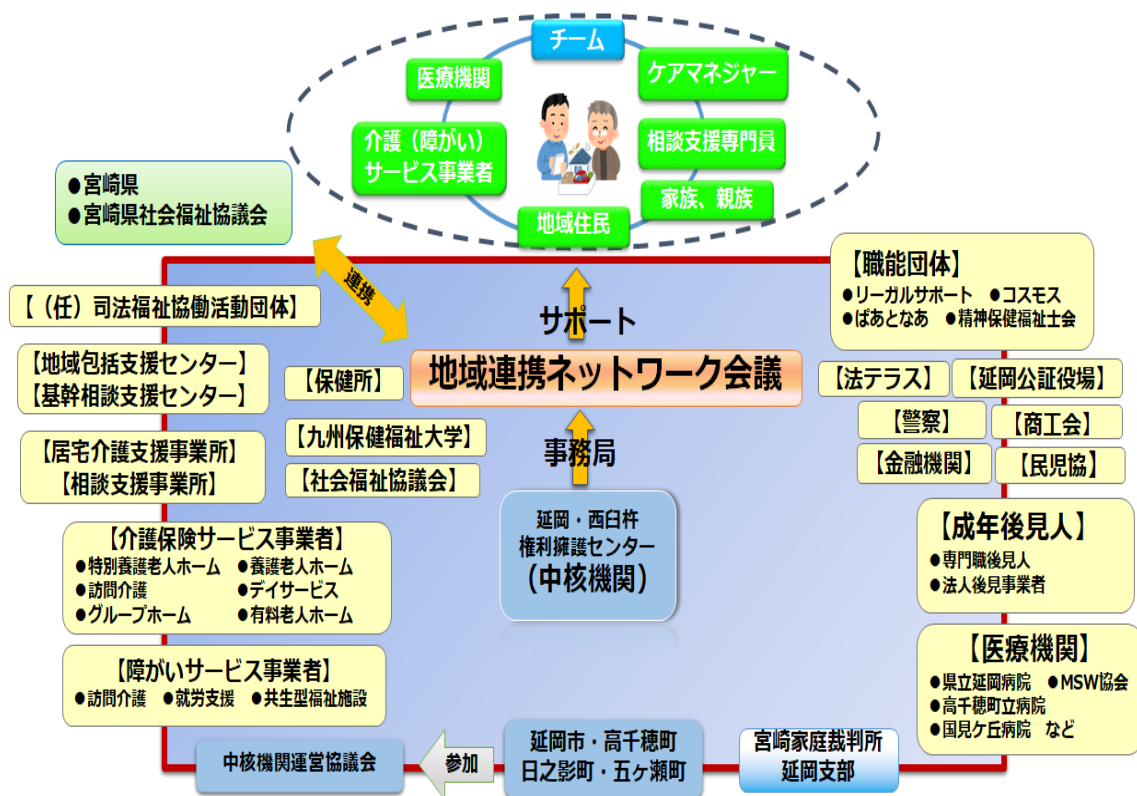 チーム
医療機関
ケアマネジャー
介護（障がい）
サービス事業者
相談支援専門員
家族、親族
地域住民
●宮崎県
●宮崎県社会福祉協議会
連携
サポート
地域連携ネットワーク会議
事務局
延岡・西臼杵
権利擁護センター
（中核機関）
【（任）司法福祉協働活動団体】
【地域包括支援センター】
【基幹相談支援センター】
【保健所】
【九州保健福祉大学】
【社会福祉協議会】
【居宅介護支援事業所】
【相談支援事業所】
【介護保険サービス事業者】
●特別養護老人ホーム ●養護老人ホーム
●訪問介護 ●デイサービス
●グループホーム ●有料老人ホーム
【障がいサービス事業者】
●訪問介護 ●就労支援 ●共生型福祉施設
【職能団体】
●リーガルサポート ●コスモス
●ぱあとなあ ●精神保健福祉士会
【法テラス】
【延岡公証役場】
【警察】
【商工会】
【金融機関】
【民児協】
【成年後見人】
●専門職後見人
●法人後見事業者
【医療機関】
●県立延岡病院 ●MSW協会
●高千穂町立病院
●国見ケ丘病院 など
中核機関運営協議会
参加
延岡市・高千穂町
日之影町・五ヶ瀬町
宮崎家庭裁判所
延岡支部